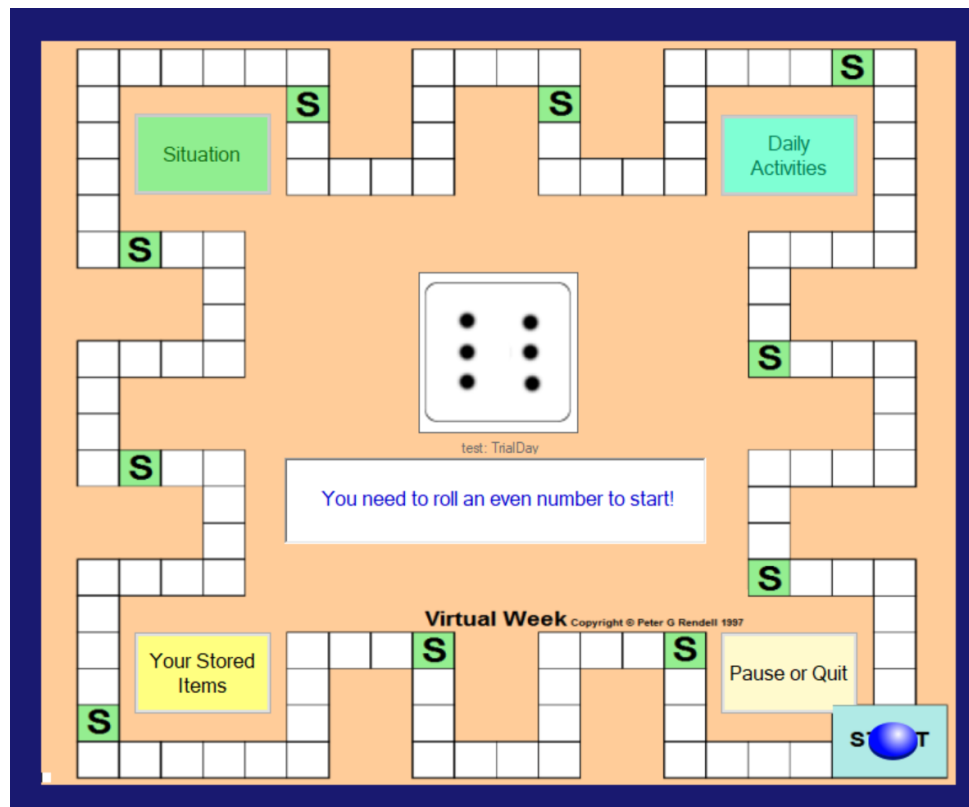 S
S
S
Situation
Daily
Activities
S
S
test: TrialDay
S
You need to roll an even number to start!
S
Virtual Week Copyright © Peter G Rendell 1997
S
S
Your Stored
Items
Pause or Quit
S
S T